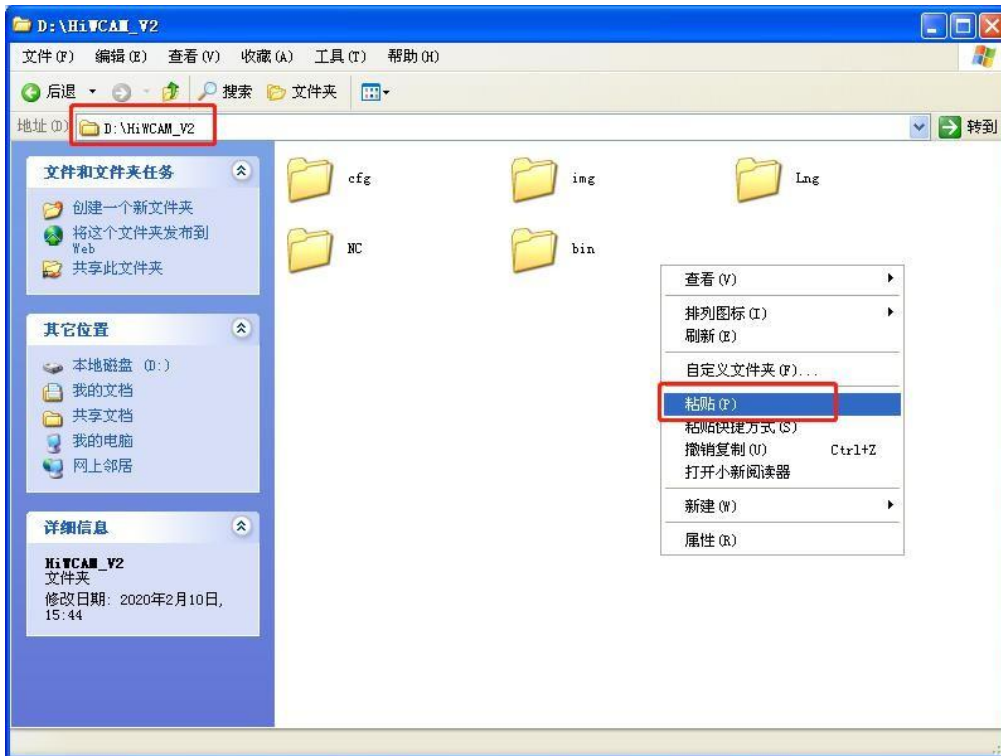 D:\HiWCAM_V2
文件(F) 编辑(E) 查看(V) 收藏(A) 工具(T) 帮助(H)
后退 搜索 文件夹
地址(D) D:\HiWCAM_V2 转到
文件和文件夹任务
创建一个新文件夹
将这个文件夹发布到
Web
共享此文件夹
其它位置
本地磁盘 (D:)
我的文档
共享文档
我的电脑
网上邻居
详细信息
HiWCAM_V2
文件夹
修改日期: 2020年2月10日,
15:44
cfg img Lng
NC bin
查看(V)
排列图标(I)
刷新(E)
自定义文件夹(F)...
粘贴(P)
粘贴快捷方式(S)
撤销复制(U) Ctrl+Z
打开小新阅读器
新建(W)
属性(R)